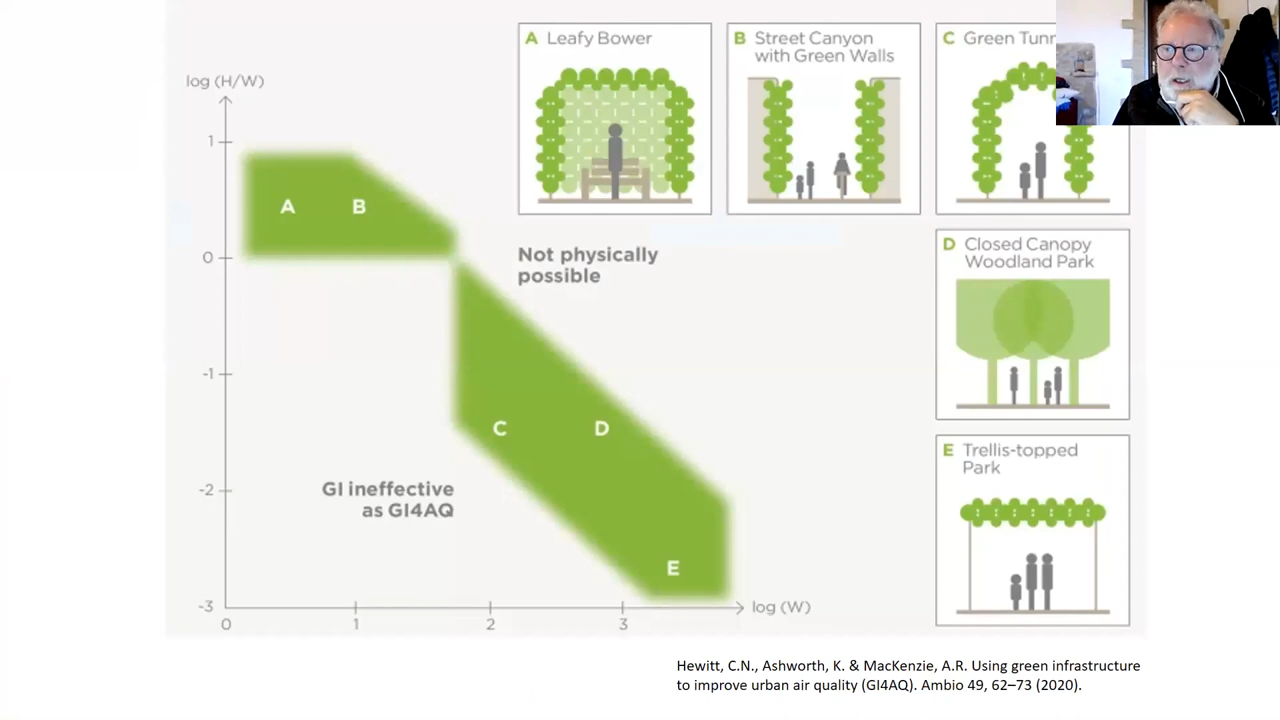 A Leafy Bower
B Street Canyon
with Green Walls
C Green
log (H/W)
1
0
-1
-2
-3
0
1
2
3
log (W)
A
B
C
D
E
Not physically
possible
GI ineffective
as GI4AQ
D Closed Canopy
Woodland Park
E Trellis-topped
Park
Hewitt, C.N., Ashworth, K. & MacKenzie, A.R. Using green infrastructure
to improve urban air quality (GI4AQ). Ambio 49, 62–73 (2020).